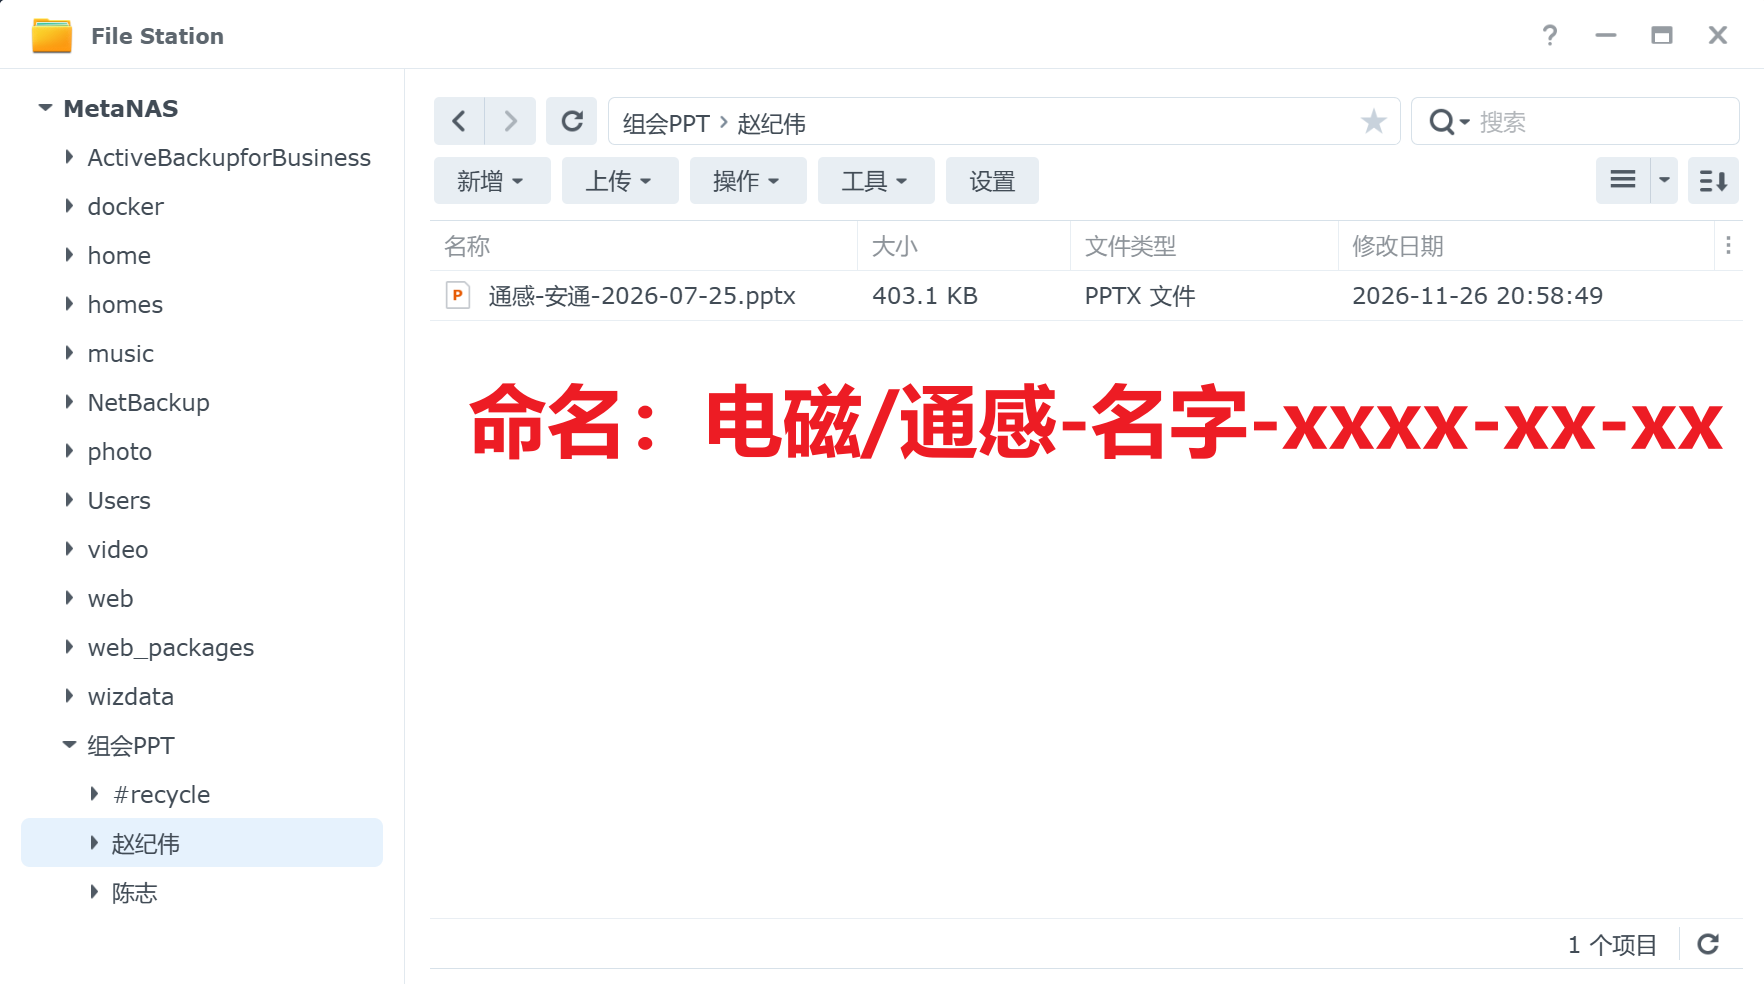 File Station
MetaNAS
ActiveBackupforBusiness
docker
home
homes
music
NetBackup
photo
Users
video
web
web_packages
wizdata
组会PPT
#recycle
赵纪伟
陈志
组会PPT › 赵纪伟
搜索
新增 上传 操作 工具 设置
名称 大小 文件类型 修改日期
通感-安通-2026-07-25.pptx 403.1 KB PPTX 文件 2026-11-26 20:58:49
命名：电磁/通感-名字-xxxx-xx-xx
1 个项目